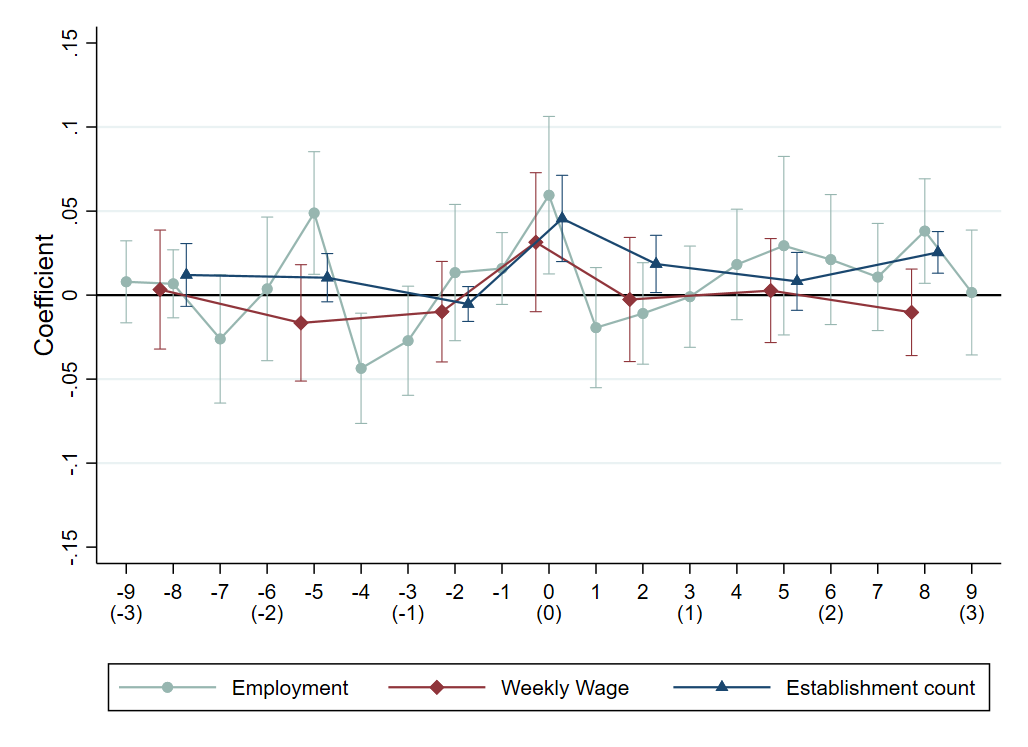 .15
.1
.05
0
-.05
-.1
-.15
Coefficient
-9 -8 -7 -6 -5 -4 -3 -2 -1 0 1 2 3 4 5 6 7 8 9
(-3) (-2) (-1) (0) (1) (2) (3)
Employment Weekly Wage Establishment count